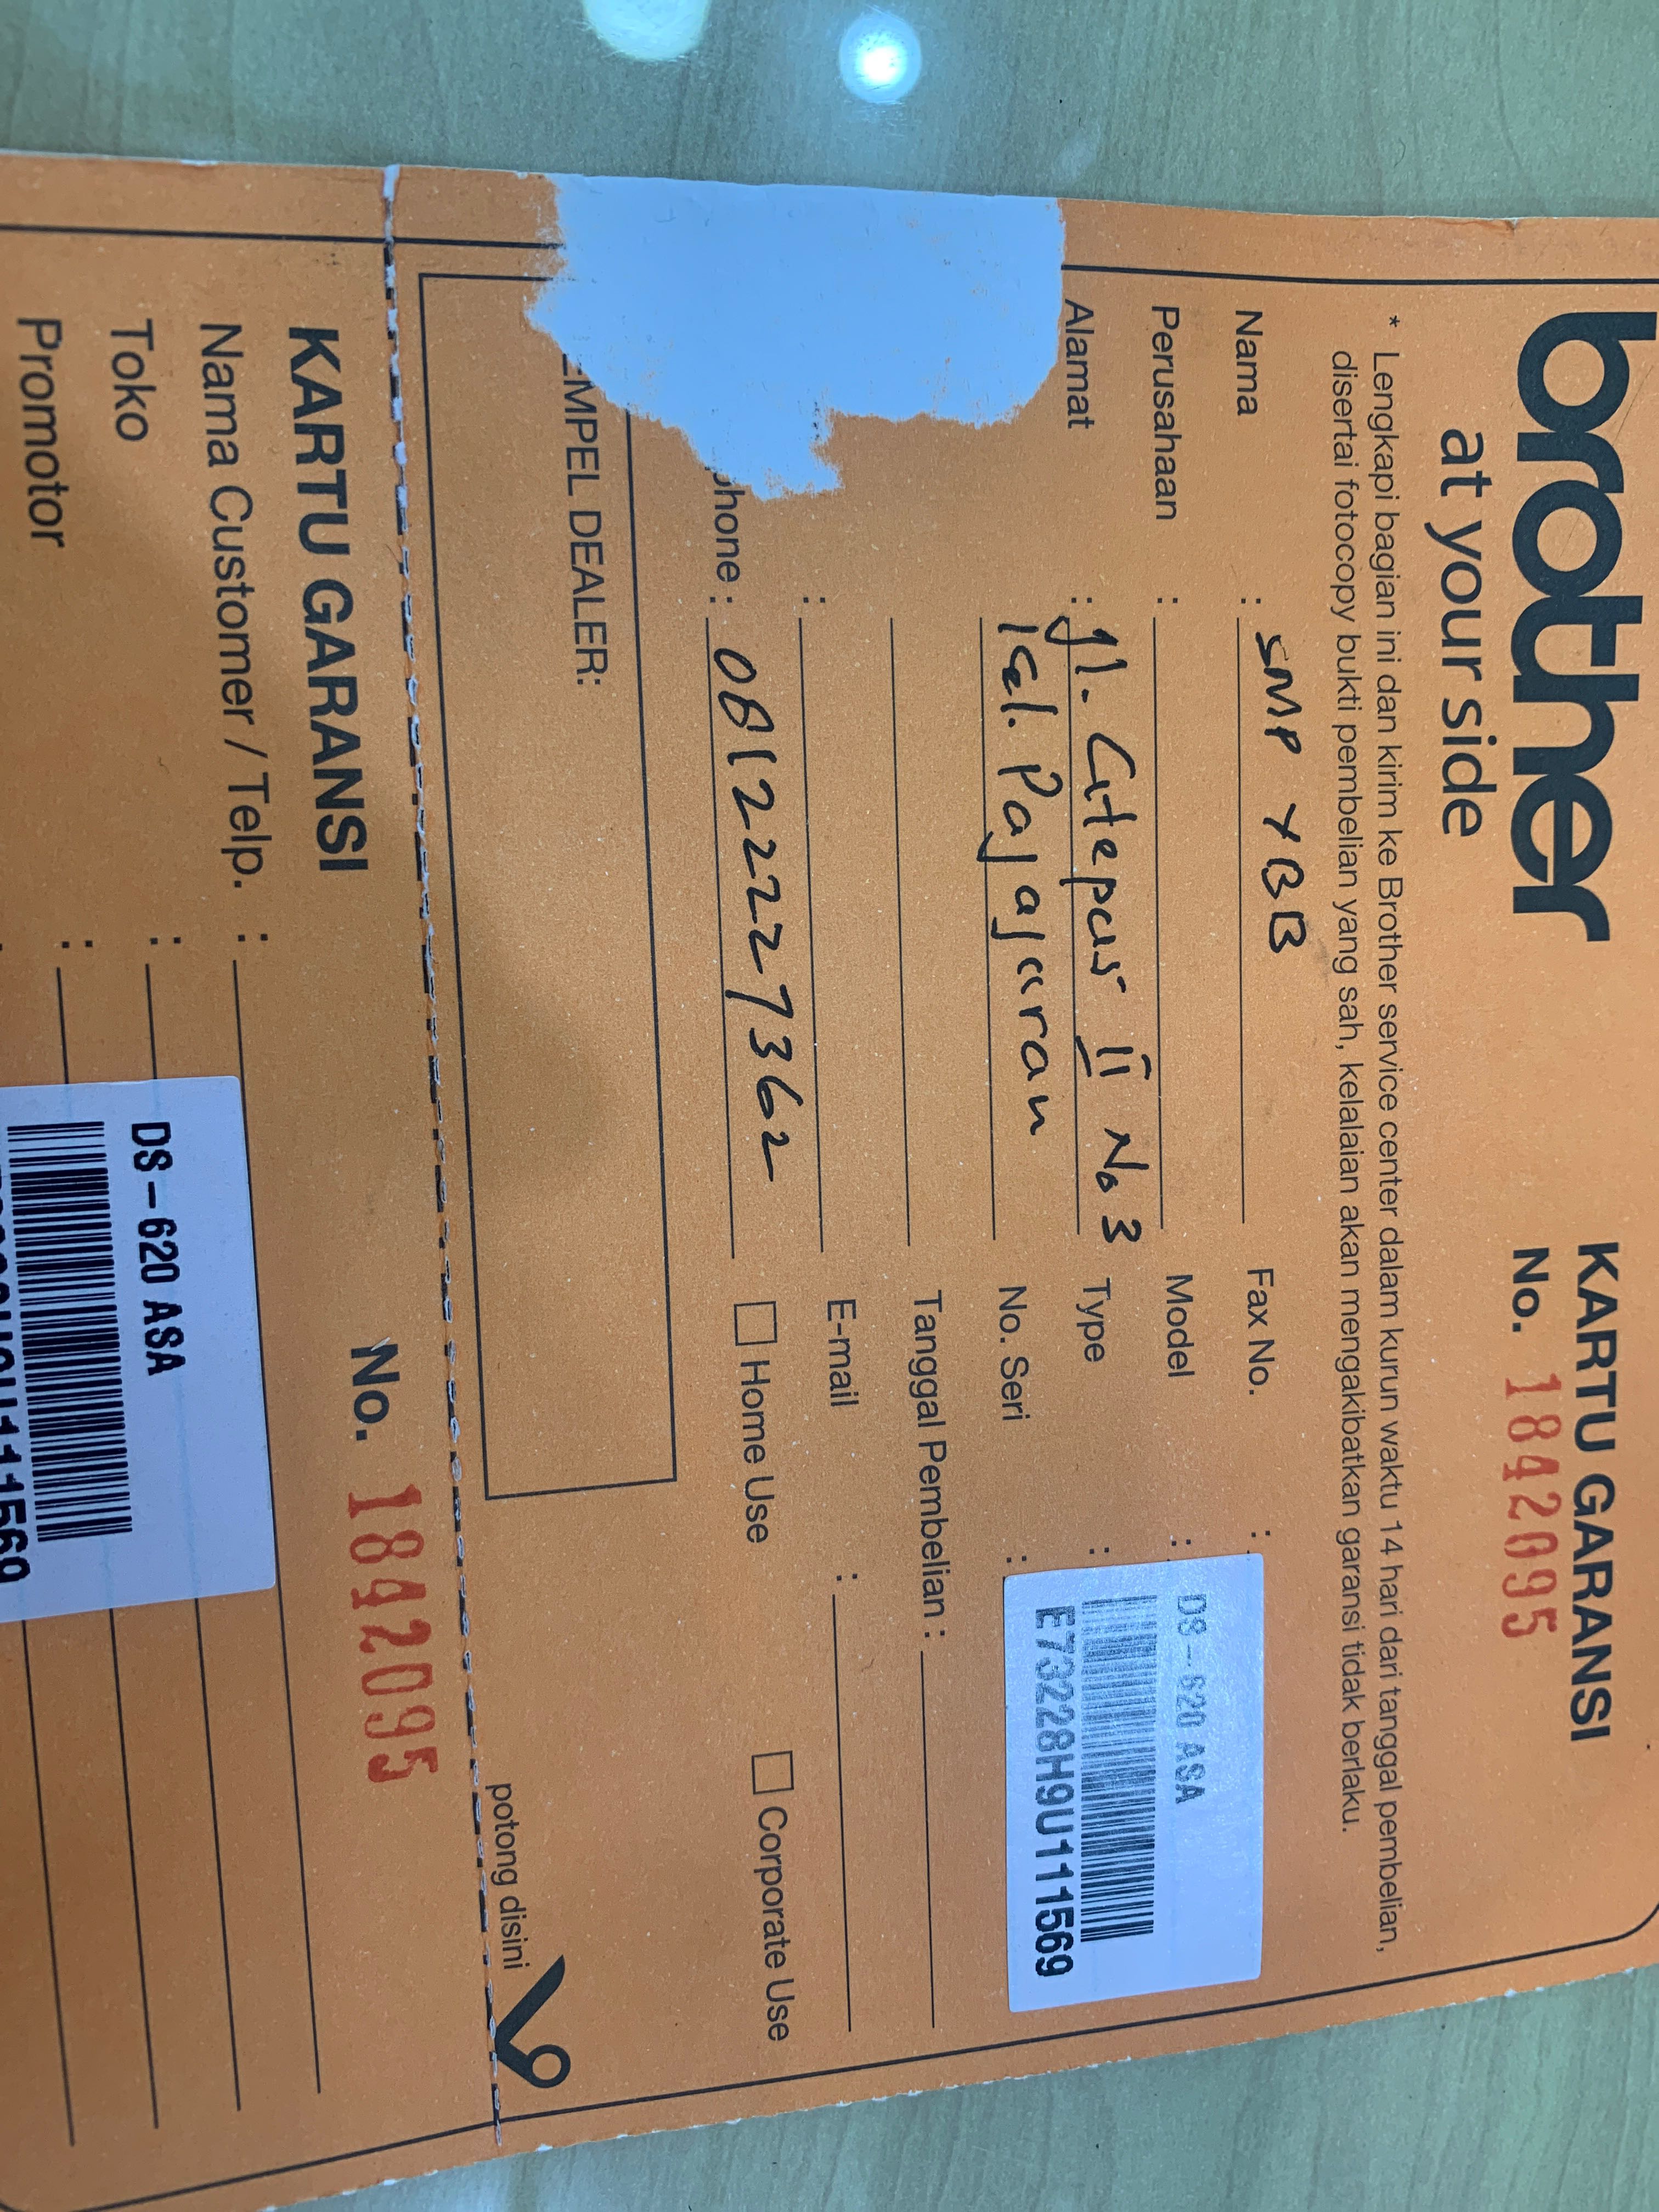 brother
at your side
KARTU GARANSI
No. 1842095
* Lengkapi bagian ini dan kirim ke Brother service center dalam kurun waktu 14 hari dari tanggal pembelian,
disertai fotocopy bukti pembelian yang sah, kelalaian akan mengakibatkan garansi tidak berlaku.
Nama : SMP YBB
Perusahaan :
Alamat : Jl. Citepus II No 3
Kel. Pajajaran
:
phone : 08122227362
Fax No. :
Model :
Type :
No. Seri :
DS-620 ASA
E73228H9U111569
Tanggal Pembelian :
E-mail :
Home Use
Corporate Use
EMPEL DEALER:
potong disini
KARTU GARANSI
No. 1842095
Nama Customer / Telp. :
Toko :
Promotor :
DS-620 ASA